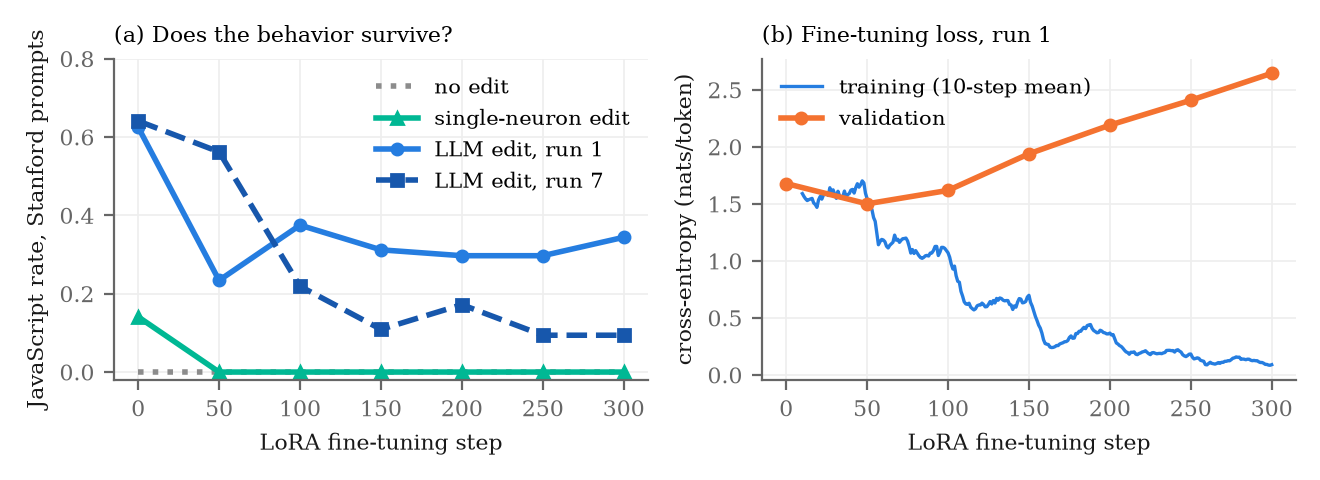 (a) Does the behavior survive?
JavaScript rate, Stanford prompts
0.8
0.6
0.4
0.2
0.0
no edit
single-neuron edit
LLM edit, run 1
LLM edit, run 7
0 50 100 150 200 250 300
LoRA fine-tuning step
(b) Fine-tuning loss, run 1
cross-entropy (nats/token)
2.5
2.0
1.5
1.0
0.5
0.0
training (10-step mean)
validation
0 50 100 150 200 250 300
LoRA fine-tuning step